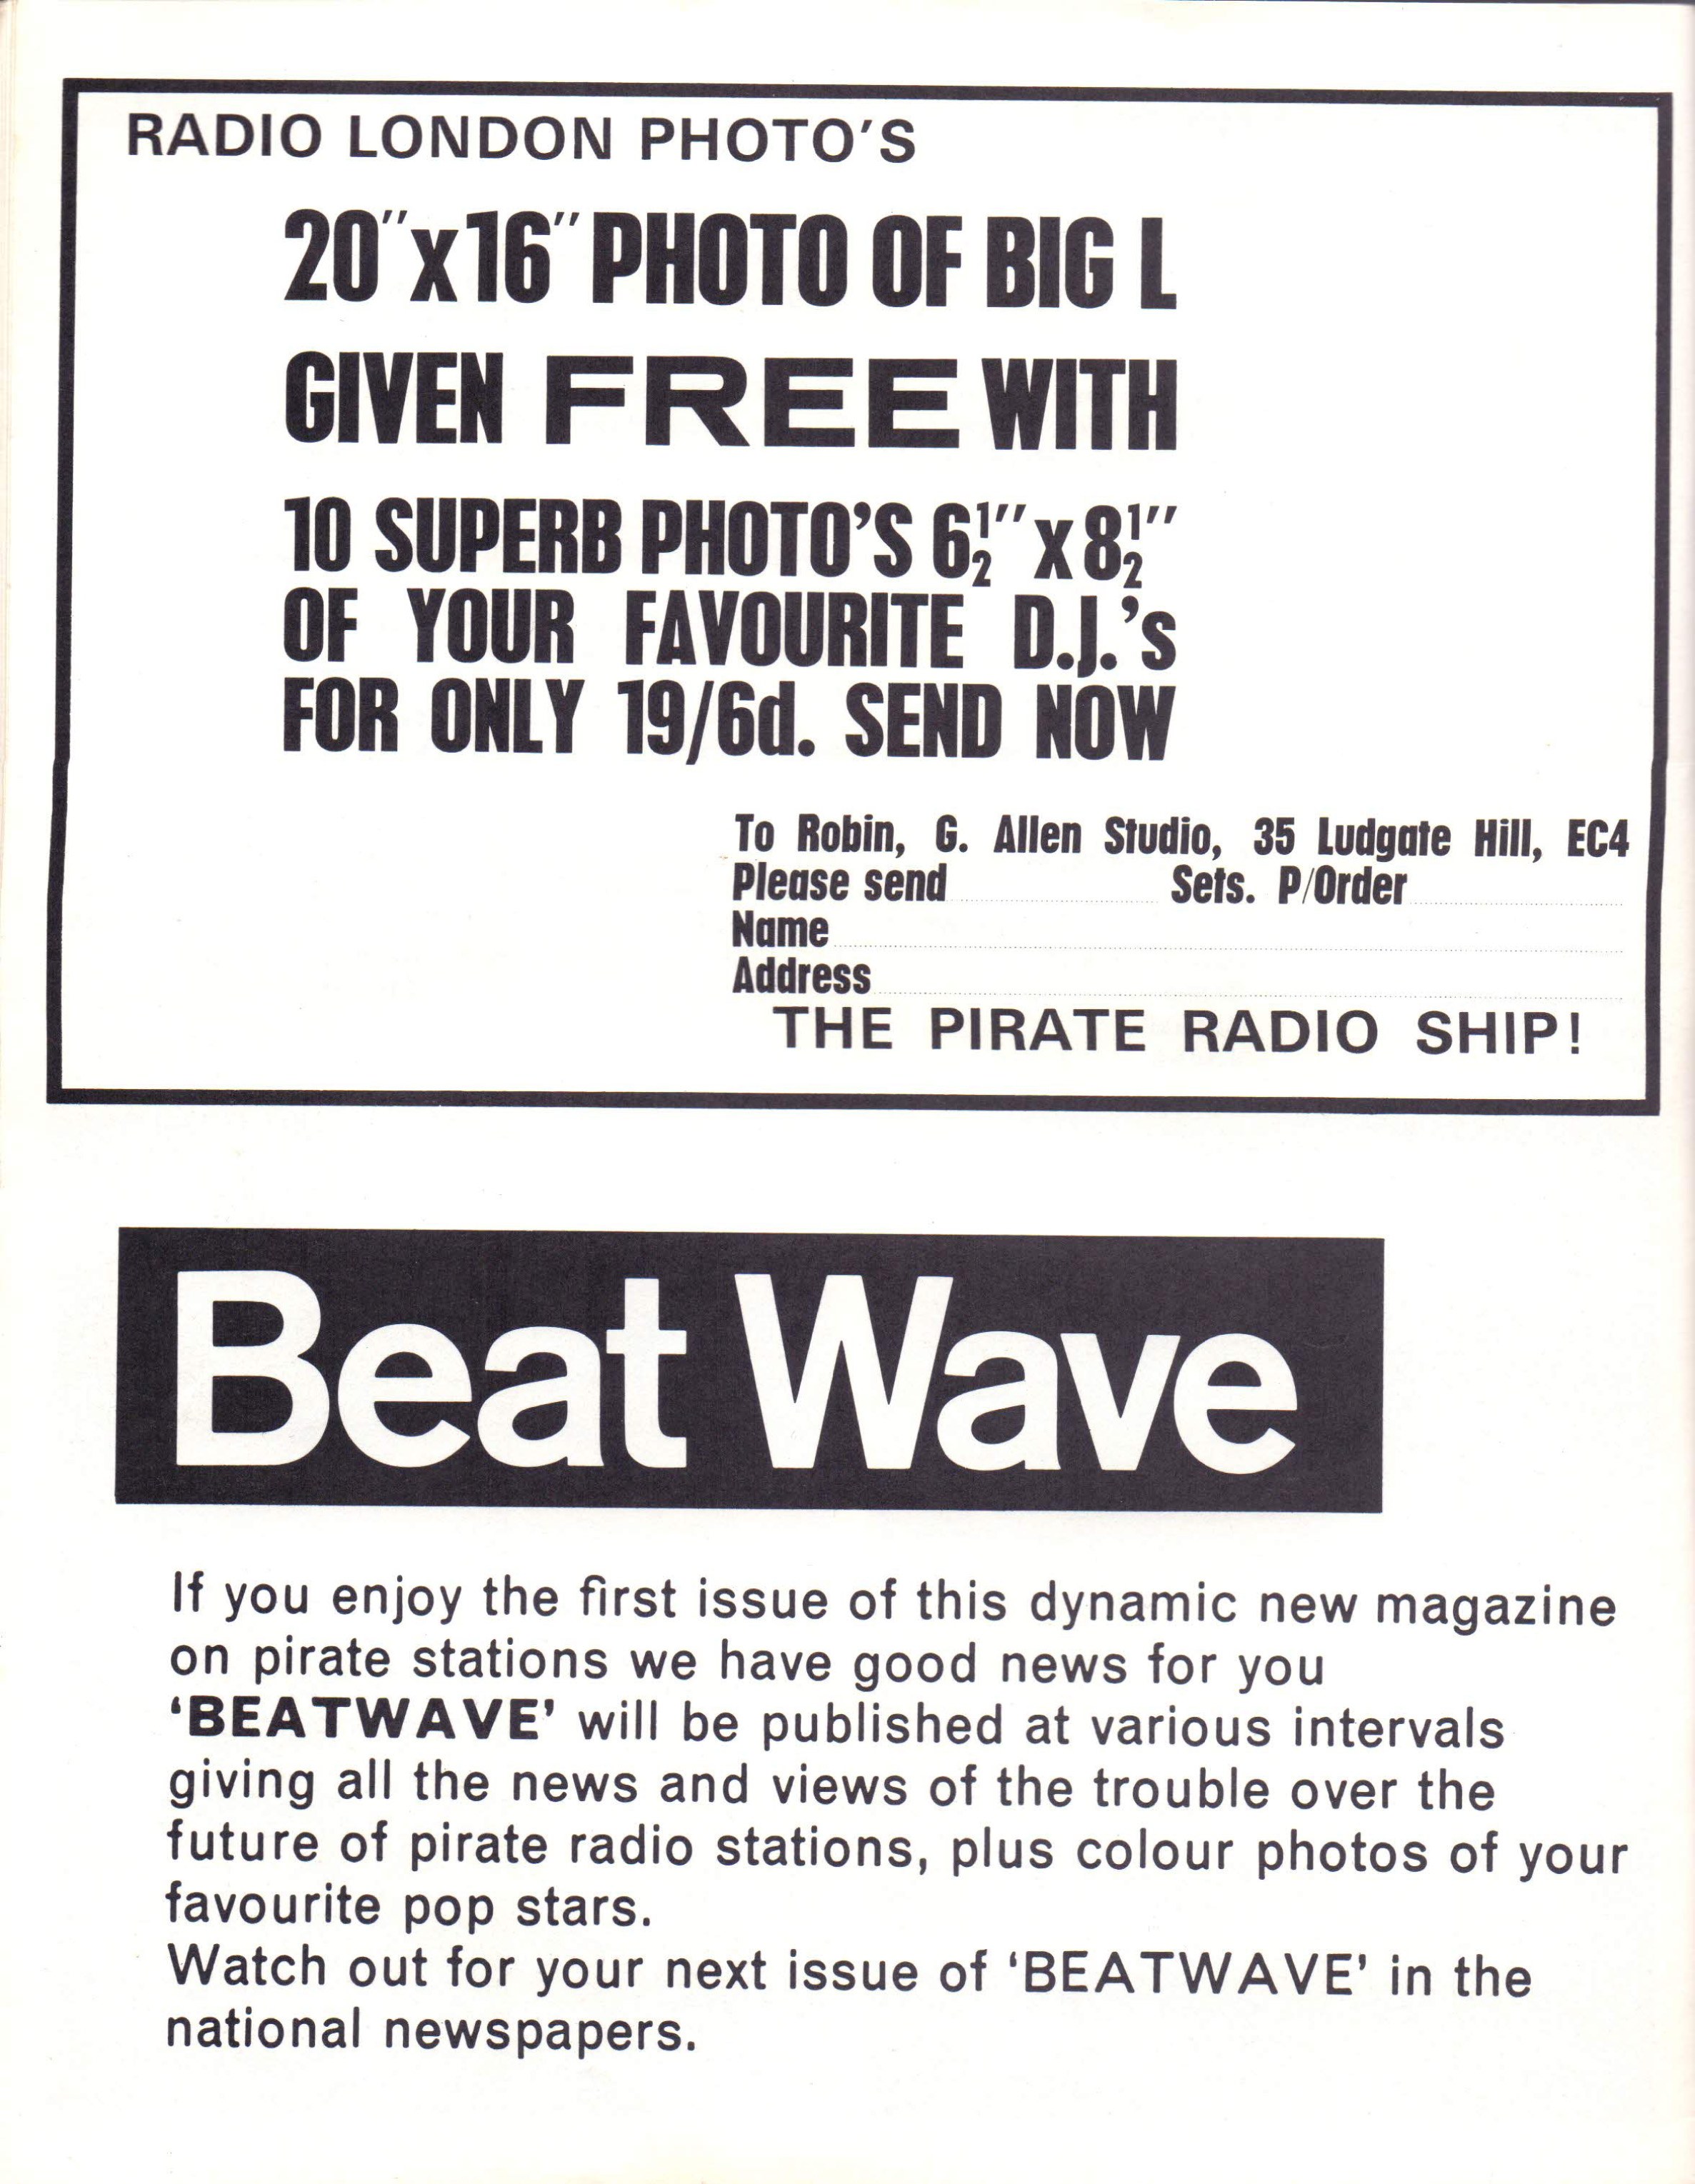 RADIO LONDON PHOTO'S
20"x16" PHOTO OF BIG L
GIVEN FREE WITH
10 SUPERB PHOTO'S 6½" x 8½"
OF YOUR FAVOURITE D.J.'s
FOR ONLY 19/6d. SEND NOW
To Robin, G. Allen Studio, 35 Ludgate Hill, EC4
Please send Sets. P/Order
Name
Address
THE PIRATE RADIO SHIP!
Beat Wave
If you enjoy the first issue of this dynamic new magazine
on pirate stations we have good news for you
‘BEATWAVE’ will be published at various intervals
giving all the news and views of the trouble over the
future of pirate radio stations, plus colour photos of your
favourite pop stars.
Watch out for your next issue of ‘BEATWAVE’ in the
national newspapers.